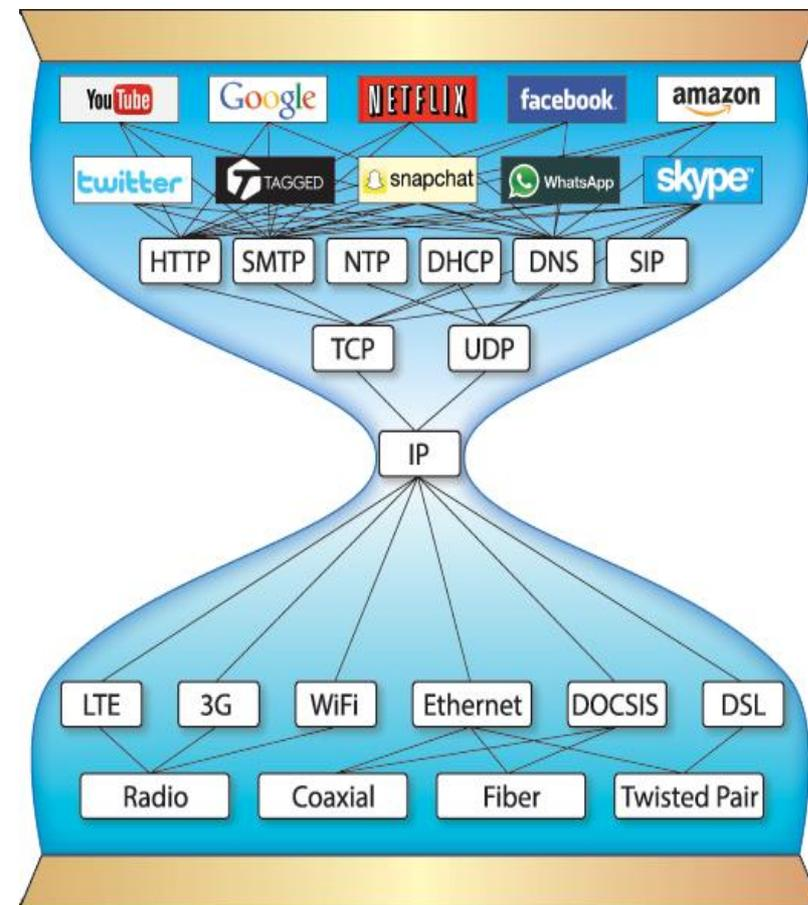 YouTube Google NETFLIX facebook amazon
twitter TAGGED snapchat WhatsApp skype
HTTP SMTP NTP DHCP DNS SIP
TCP UDP
IP
LTE 3G WiFi Ethernet DOCSIS DSL
Radio Coaxial Fiber Twisted Pair